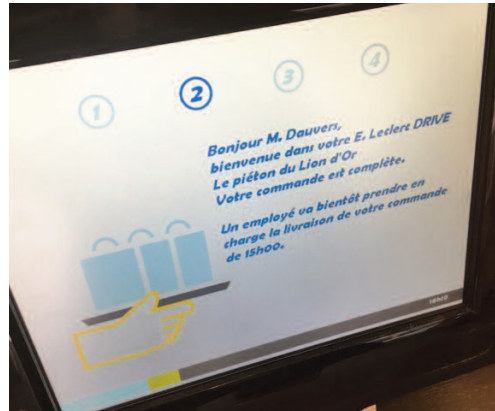 1 2 3 4
Bonjour M. Dauvers,
bienvenue dans votre E. Leclerc DRIVE
Le piéton du Lion d'Or
Votre commande est complète.
Un employé va bientôt prendre en
charge la livraison de votre commande
de 15h00.